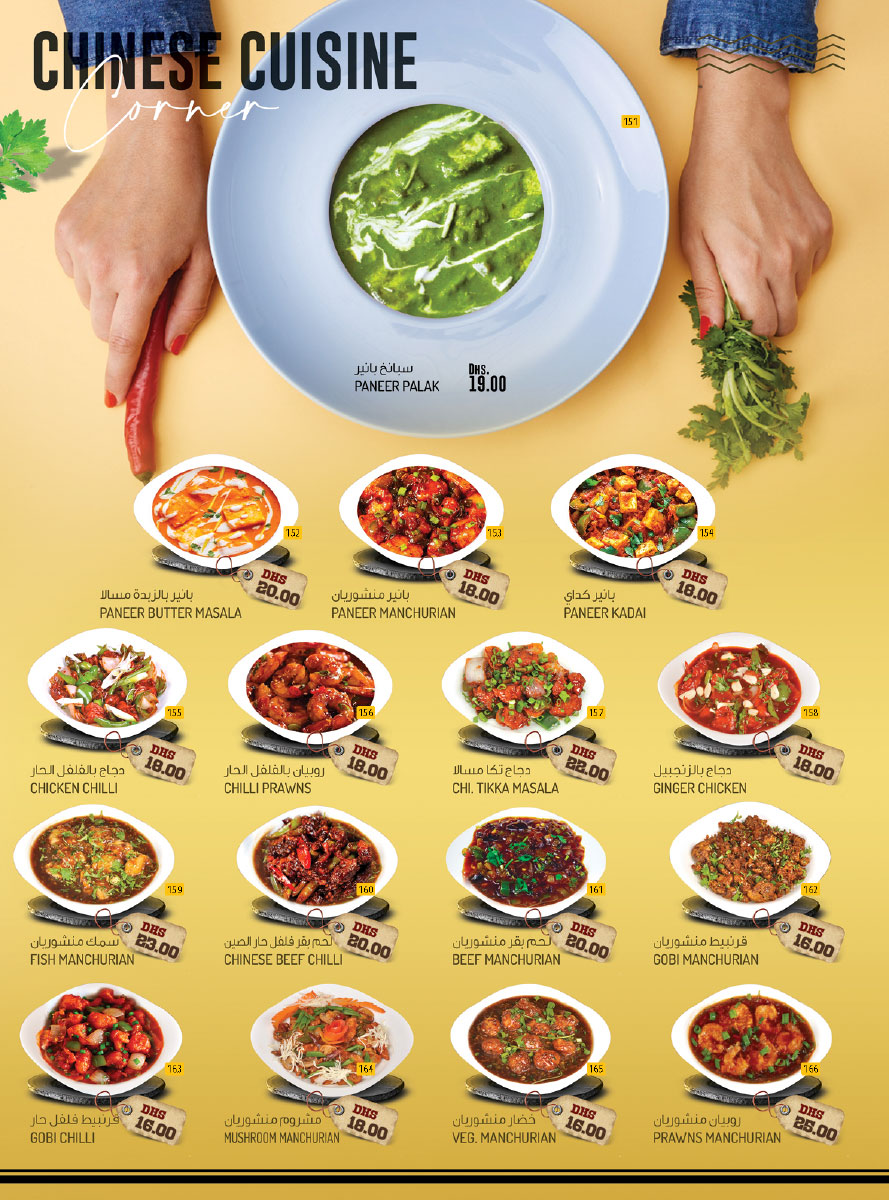 CHINESE CUISINE
Corner
151
سبانخ بانير
PANEER PALAK
DHS.
19.00
152
DHS
20.00
بانير بالزبدة مسالا
PANEER BUTTER MASALA
153
DHS
18.00
بانير منشوريان
PANEER MANCHURIAN
154
DHS
18.00
بانير كداي
PANEER KADAI
155
DHS
18.00
دجاج بالفلفل الحار
CHICKEN CHILLI
156
DHS
18.00
روبيان بالفلفل الحار
CHILLI PRAWNS
157
DHS
22.00
دجاج تكا مسالا
CHI. TIKKA MASALA
158
DHS
18.00
دجاج بالزنجبيل
GINGER CHICKEN
159
DHS
23.00
سمك منشوريان
FISH MANCHURIAN
160
DHS
20.00
لحم بقر فلفل حار الصين
CHINESE BEEF CHILLI
161
DHS
20.00
لحم بقر منشوريان
BEEF MANCHURIAN
162
DHS
16.00
قرنبيط منشوريان
GOBI MANCHURIAN
163
DHS
16.00
قرنبيط فلفل حار
GOBI CHILLI
164
DHS
18.00
مشروم منشوريان
MUSHROOM MANCHURIAN
165
DHS
16.00
خضار منشوريان
VEG. MANCHURIAN
166
DHS
25.00
روبيان منشوريان
PRAWNS MANCHURIAN